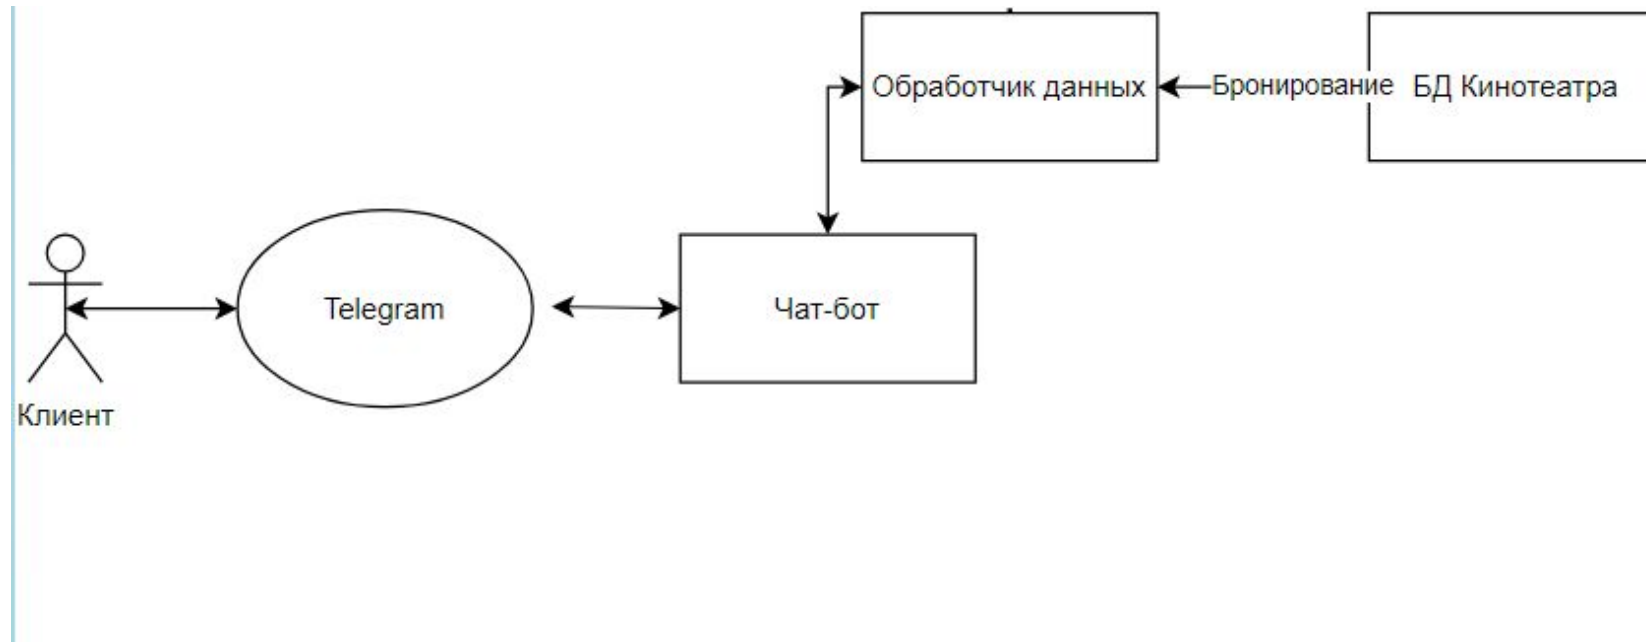 Обработчик данных
Бронирование
БД Кинотеатра
Telegram
Чат-бот
Клиент